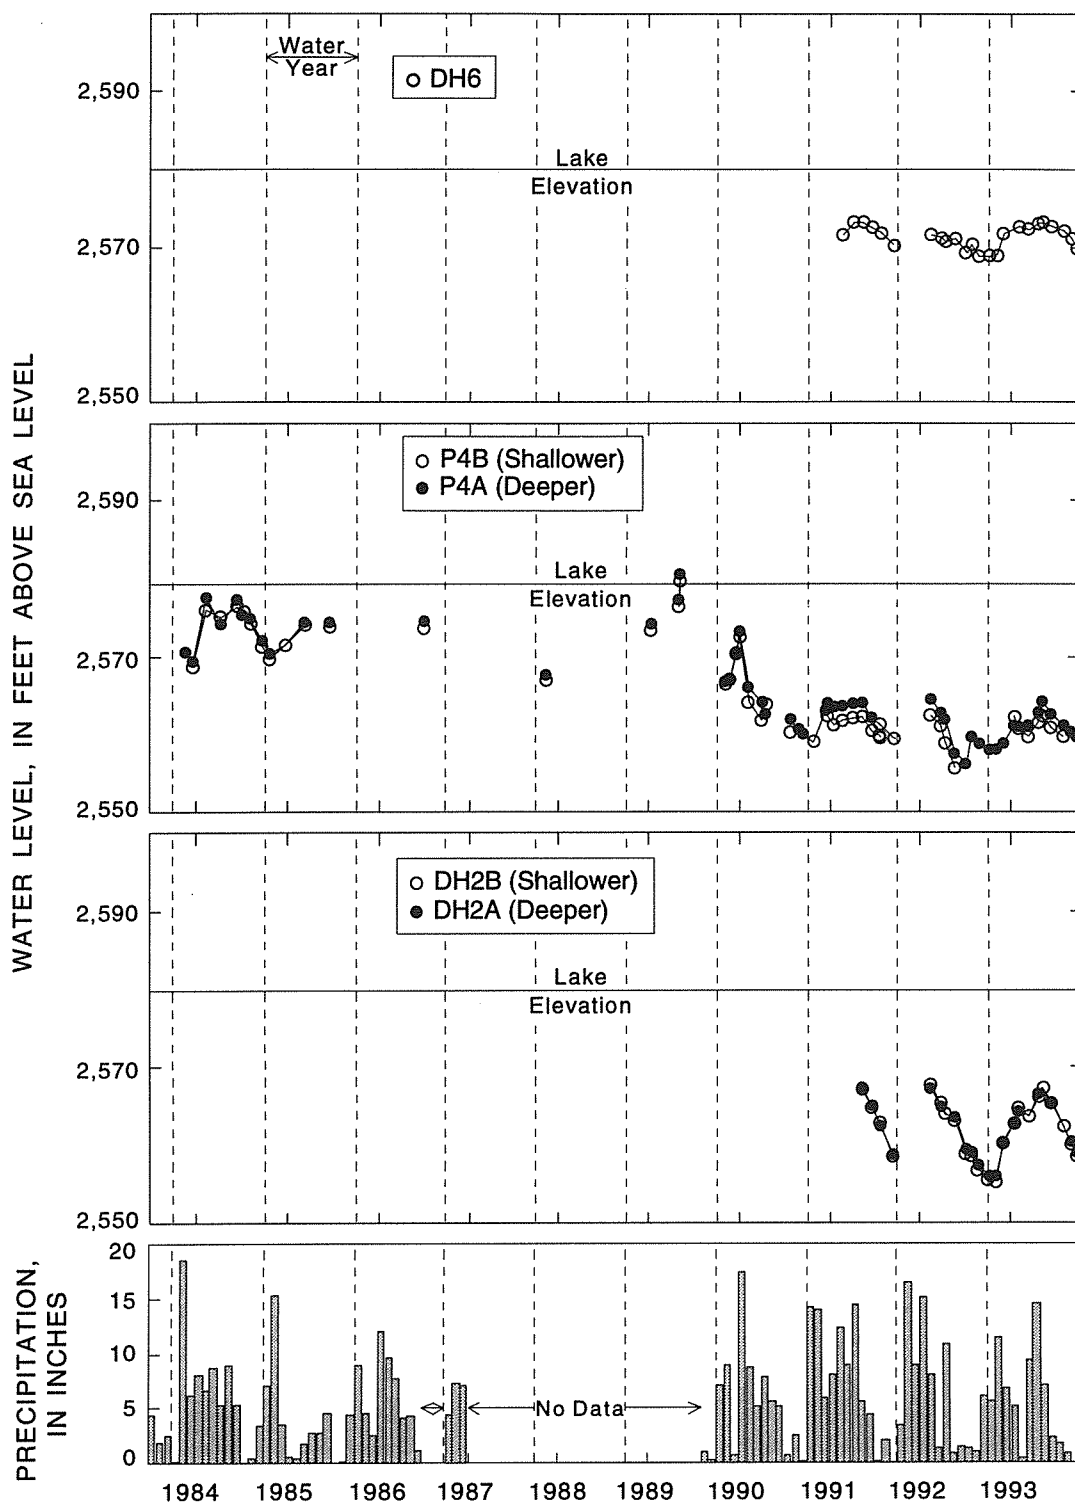 Water
Year
DH6
2,590
Lake
Elevation
2,570
2,550
P4B (Shallower)
P4A (Deeper)
2,590
Lake
Elevation
2,570
2,550
DH2B (Shallower)
DH2A (Deeper)
2,590
Lake
Elevation
2,570
2,550
WATER LEVEL, IN FEET ABOVE SEA LEVEL
20
15
10
5
0
No Data
PRECIPITATION,
IN INCHES
1984 1985 1986 1987 1988 1989 1990 1991 1992 1993